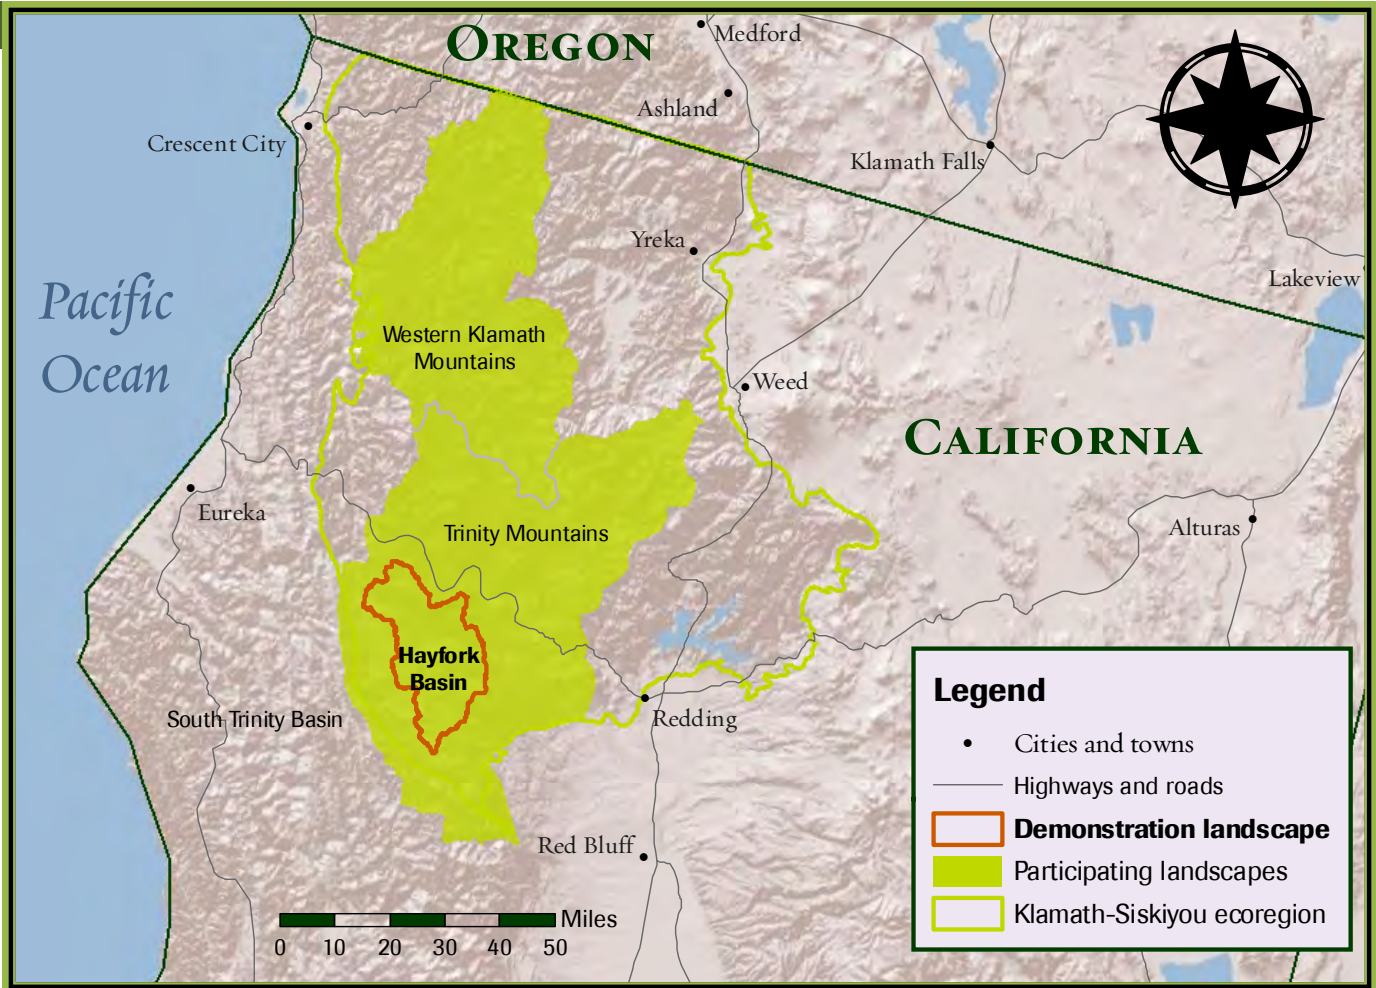 OREGON
Medford
Ashland
Crescent City
Klamath Falls
Yreka
Lakeview
Pacific
Ocean
Western Klamath
Mountains
Weed
CALIFORNIA
Eureka
Trinity Mountains
Alturas
Hayfork
Basin
South Trinity Basin
Redding
Red Bluff
Miles
0 10 20 30 40 50
Legend
Cities and towns
Highways and roads
Demonstration landscape
Participating landscapes
Klamath-Siskiyou ecoregion